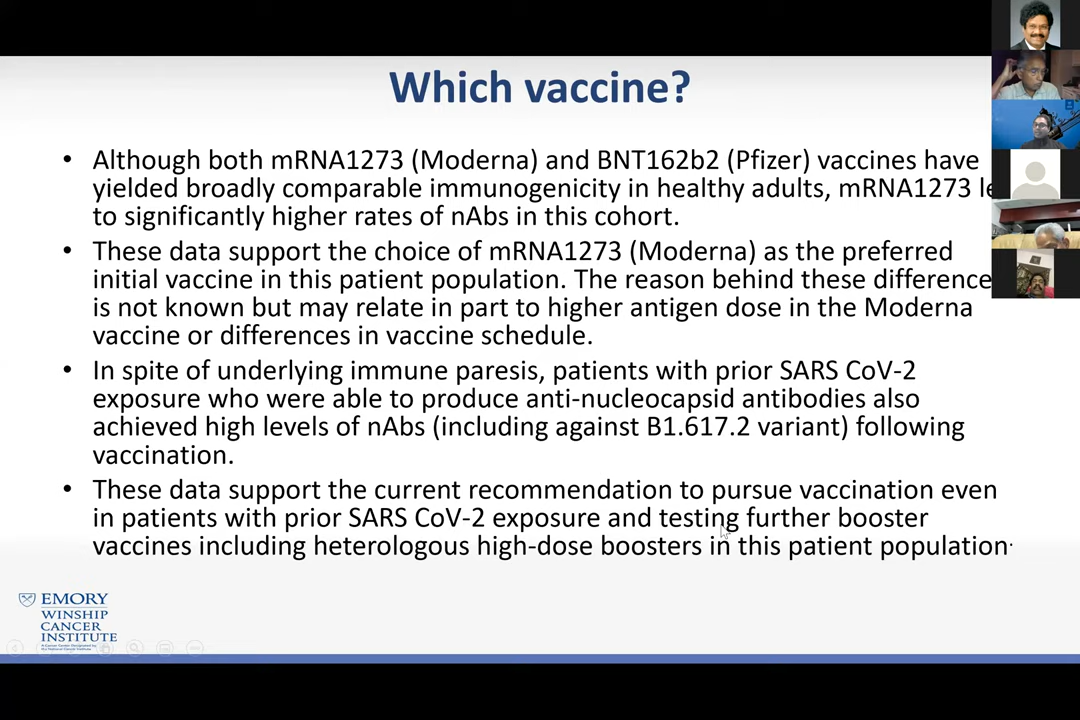 Which vaccine?
• Although both mRNA1273 (Moderna) and BNT162b2 (Pfizer) vaccines have
yielded broadly comparable immunogenicity in healthy adults, mRNA1273
to significantly higher rates of nAbs in this cohort.
• These data support the choice of mRNA1273 (Moderna) as the preferred
initial vaccine in this patient population. The reason behind these difference
is not known but may relate in part to higher antigen dose in the Moderna
vaccine or differences in vaccine schedule.
• In spite of underlying immune paresis, patients with prior SARS CoV-2
exposure who were able to produce anti-nucleocapsid antibodies also
achieved high levels of nAbs (including against B1.617.2 variant) following
vaccination.
• These data support the current recommendation to pursue vaccination even
in patients with prior SARS CoV-2 exposure and testing further booster
vaccines including heterologous high-dose boosters in this patient population.
EMORY
WINSHIP
CANCER
INSTITUTE